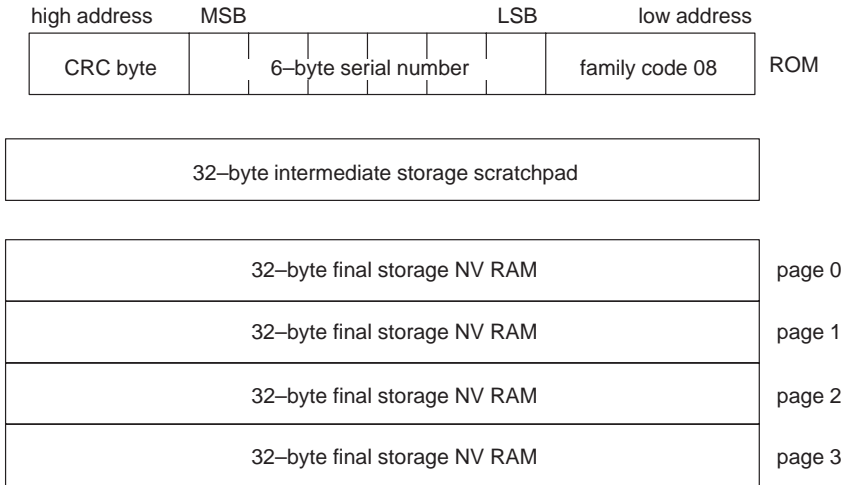 high address MSB LSB low address
CRC byte 6–byte serial number family code 08 ROM
32–byte intermediate storage scratchpad
32–byte final storage NV RAM page 0
32–byte final storage NV RAM page 1
32–byte final storage NV RAM page 2
32–byte final storage NV RAM page 3